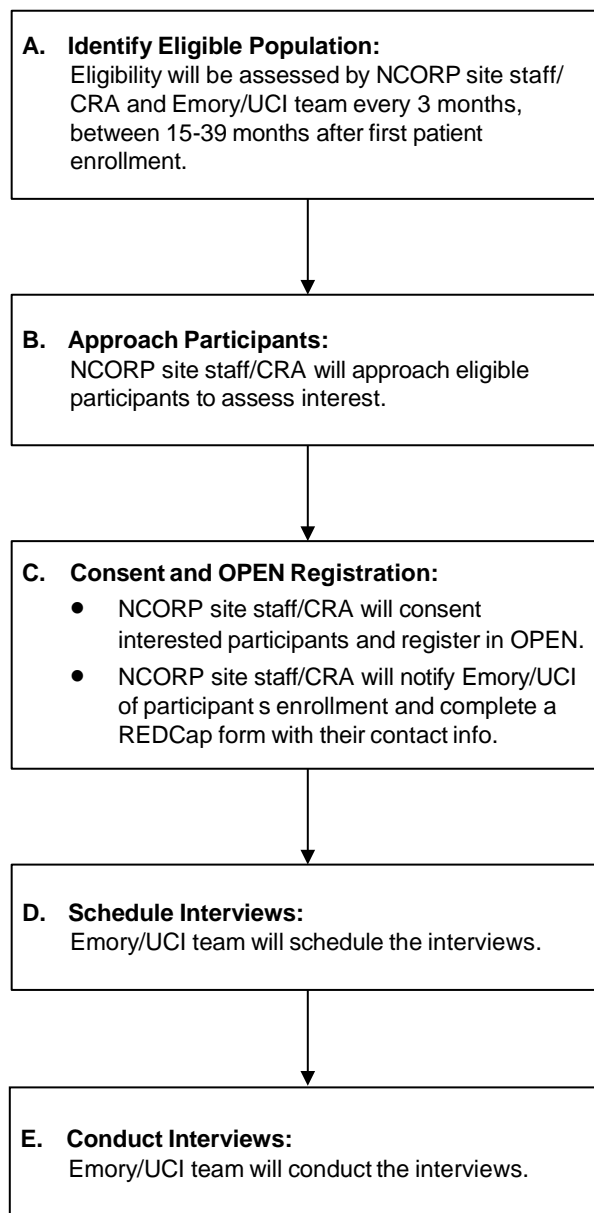 A. Identify Eligible Population:
Eligibility will be assessed by NCORP site staff/
CRA and Emory/UCI team every 3 months,
between 15-39 months after first patient
enrollment.
B. Approach Participants:
NCORP site staff/CRA will approach eligible
participants to assess interest.
C. Consent and OPEN Registration:
● NCORP site staff/CRA will consent
interested participants and register in OPEN.
● NCORP site staff/CRA will notify Emory/UCI
of participant s enrollment and complete a
REDCap form with their contact info.
D. Schedule Interviews:
Emory/UCI team will schedule the interviews.
E. Conduct Interviews:
Emory/UCI team will conduct the interviews.